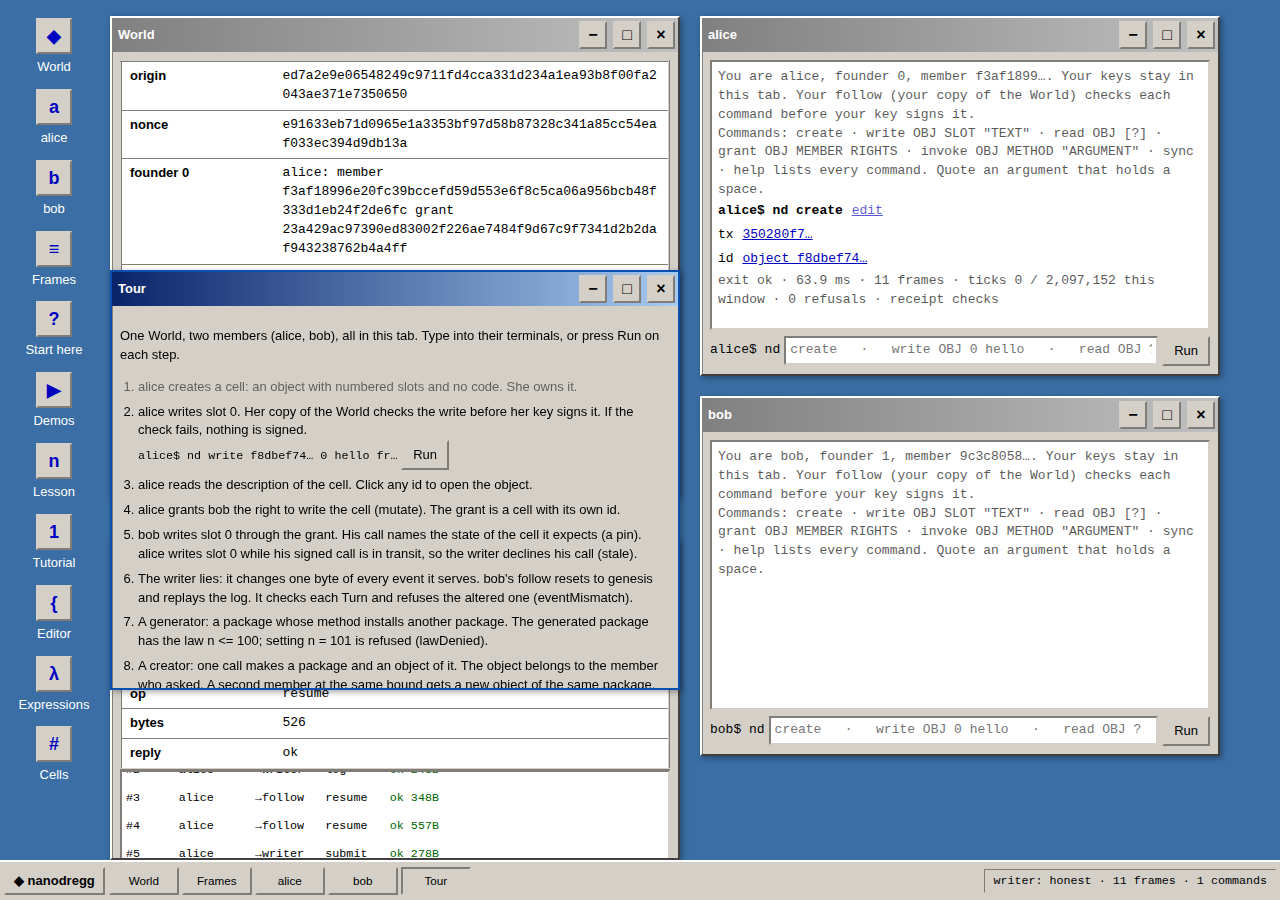 World
alice
bob
Frames
Start here
Demos
Lesson
Tutorial
Editor
Expressions
Cells
World
origin ed7a2e9e06548249c9711fd4cca331d234a1ea93b8f00fa2
043ae371e7350650
nonce e91633eb71d0965e1a3353bf97d58b87328c341a85cc54ea
f033ec394d9db13a
founder 0 alice: member
f3af18996e20fc39bccefd59d553e6f8c5ca06a956bcb48f
333d1eb24f2de6fc grant
23a429ac97390ed83002f226ae7484f9d67c9f7341d2b2da
f943238762b4a4ff
Tour
One World, two members (alice, bob), all in this tab. Type into their terminals, or press Run on
each step.
1. alice creates a cell: an object with numbered slots and no code. She owns it.
2. alice writes slot 0. Her copy of the World checks the write before her key signs it. If the
check fails, nothing is signed.
alice$ nd write f8dbef74… 0 hello fr… Run
3. alice reads the description of the cell. Click any id to open the object.
4. alice grants bob the right to write the cell (mutate). The grant is a cell with its own id.
5. bob writes slot 0 through the grant. His call names the state of the cell it expects (a pin).
alice writes slot 0 while his signed call is in transit, so the writer declines his call (stale).
6. The writer lies: it changes one byte of every event it serves. bob's follow resets to genesis
and replays the log. It checks each Turn and refuses the altered one (eventMismatch).
7. A generator: a package whose method installs another package. The generated package
has the law n <= 100; setting n = 101 is refused (lawDenied).
8. A creator: one call makes a package and an object of it. The object belongs to the member
who asked. A second member at the same bound gets a new object of the same package.
op resume
bytes 526
reply ok
#3 alice →follow resume ok 348B
#4 alice →follow resume ok 557B
#5 alice →writer submit ok 278B
alice
You are alice, founder 0, member f3af1899…. Your keys stay in
this tab. Your follow (your copy of the World) checks each
command before your key signs it.
Commands: create · write OBJ SLOT "TEXT" · read OBJ [?] ·
grant OBJ MEMBER RIGHTS · invoke OBJ METHOD "ARGUMENT" · sync
· help lists every command. Quote an argument that holds a
space.
alice$ nd create edit
tx 350280f7…
id object f8dbef74…
exit ok · 63.9 ms · 11 frames · ticks 0 / 2,097,152 this
window · 0 refusals · receipt checks
alice$ nd create · write OBJ 0 hello · read OBJ Run
bob
You are bob, founder 1, member 9c3c8058…. Your keys stay in
this tab. Your follow (your copy of the World) checks each
command before your key signs it.
Commands: create · write OBJ SLOT "TEXT" · read OBJ [?] ·
grant OBJ MEMBER RIGHTS · invoke OBJ METHOD "ARGUMENT" · sync
· help lists every command. Quote an argument that holds a
space.
bob$ nd create · write OBJ 0 hello · read OBJ ? Run
◆ nanodregg World Frames alice bob Tour writer: honest · 11 frames · 1 commands